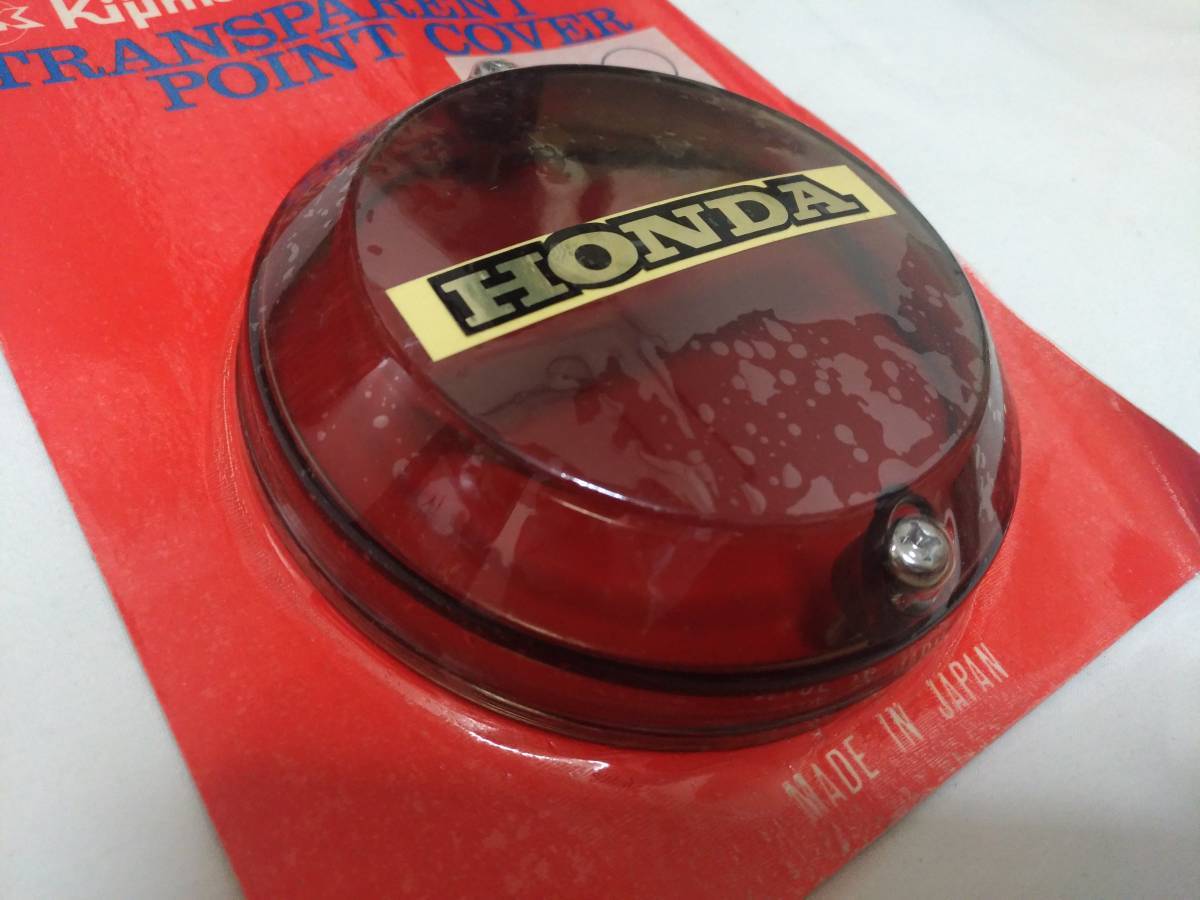 TRANSPARENT
POINT COVER
HONDA
MADE IN JAPAN